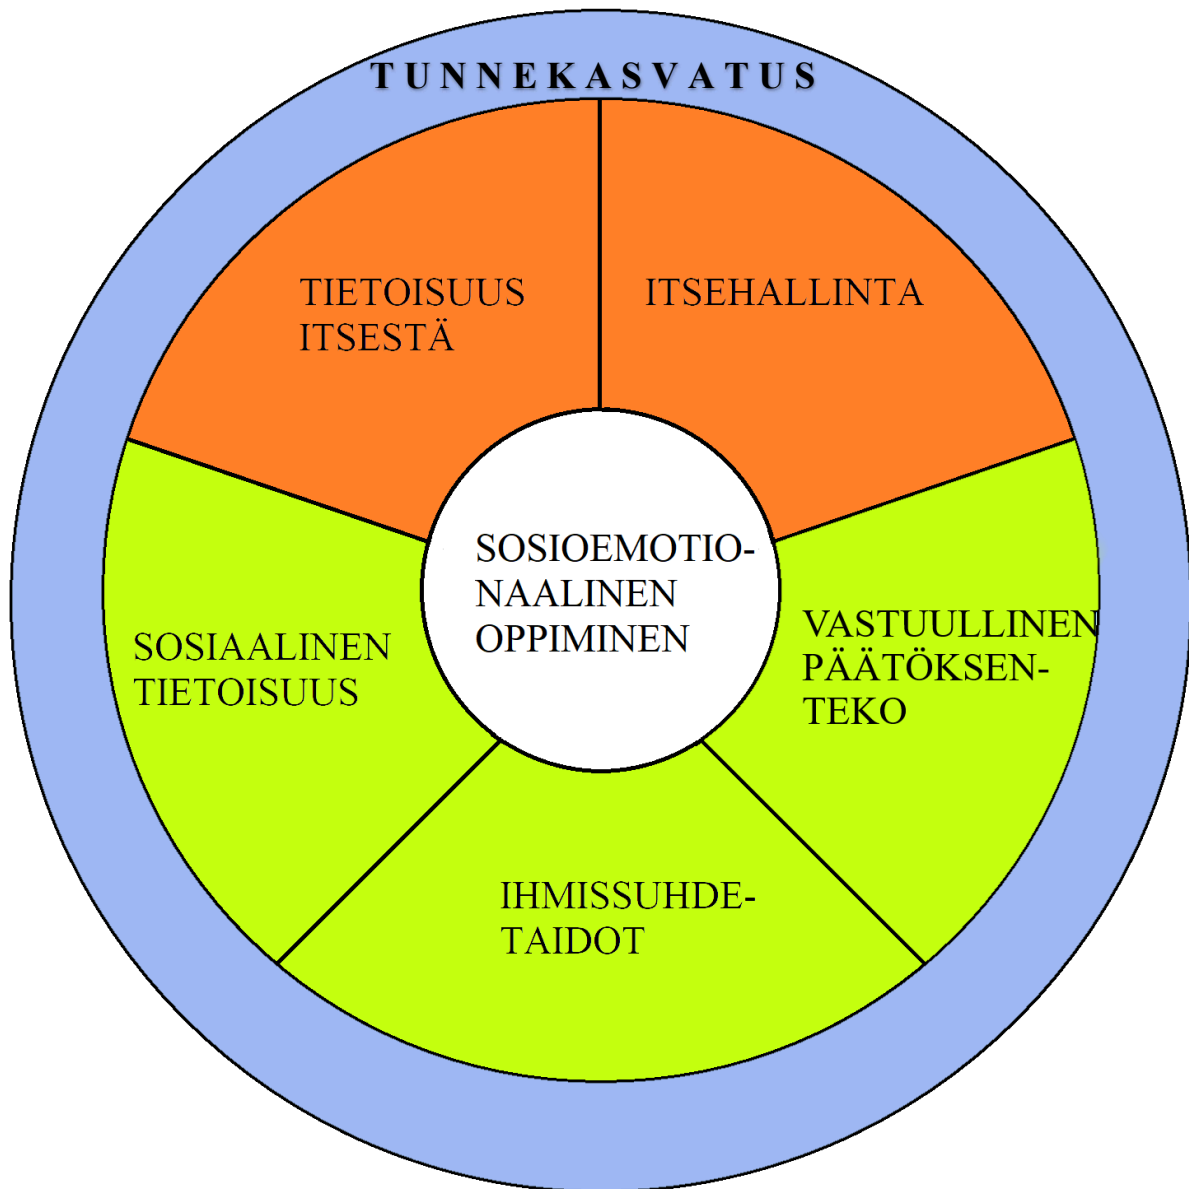 TUNNEKASVATUS
TIETOISUUS
ITSESTÄ
ITSEHALLINTA
SOSIOEMOTIO-
NAALINEN
OPPIMINEN
SOSIAALINEN
TIETOISUUS
VASTUULLINEN
PÄÄTÖKSEN-
TEKO
IHMISSUHDE-
TAIDOT